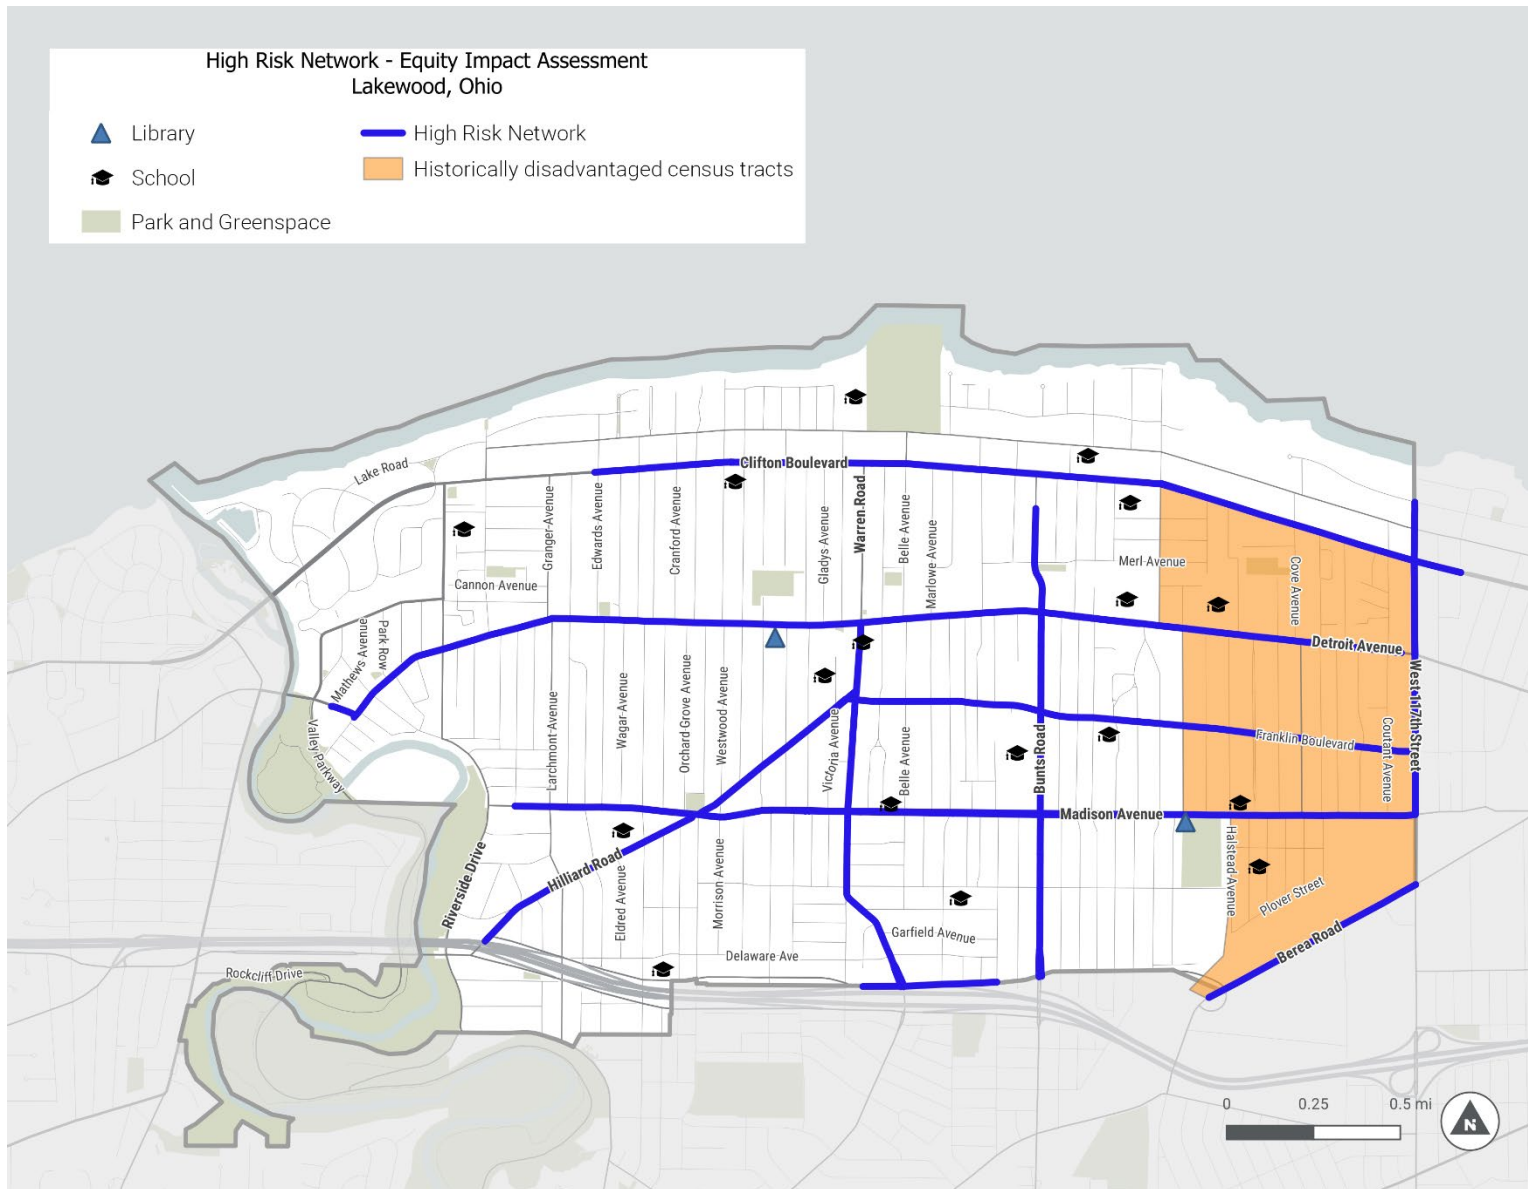 High Risk Network - Equity Impact Assessment
Lakewood, Ohio
Library
High Risk Network
School
Historically disadvantaged census tracts
Park and Greenspace
Lake Road
Clifton Boulevard
Granger Avenue
Edwards Avenue
Cranford Avenue
Gladys Avenue
Warren Road
Belle Avenue
Marlowe Avenue
Merl Avenue
Cove Avenue
Cannon Avenue
Mathews Avenue
Park Row
Detroit Avenue
West 117th Street
Larchmont Avenue
Wagar Avenue
Orchard Grove Avenue
Westwood Avenue
Victoria Avenue
Belle Avenue
Bunts Road
Franklin Boulevard
Coutant Avenue
Valley Parkway
Madison Avenue
Riverside Drive
Hilliard Road
Eldred Avenue
Morrison Avenue
Halstead Avenue
Plover Street
Garfield Avenue
Berea Road
Delaware Ave
Rockcliff Drive
0 0.25 0.5 mi
N